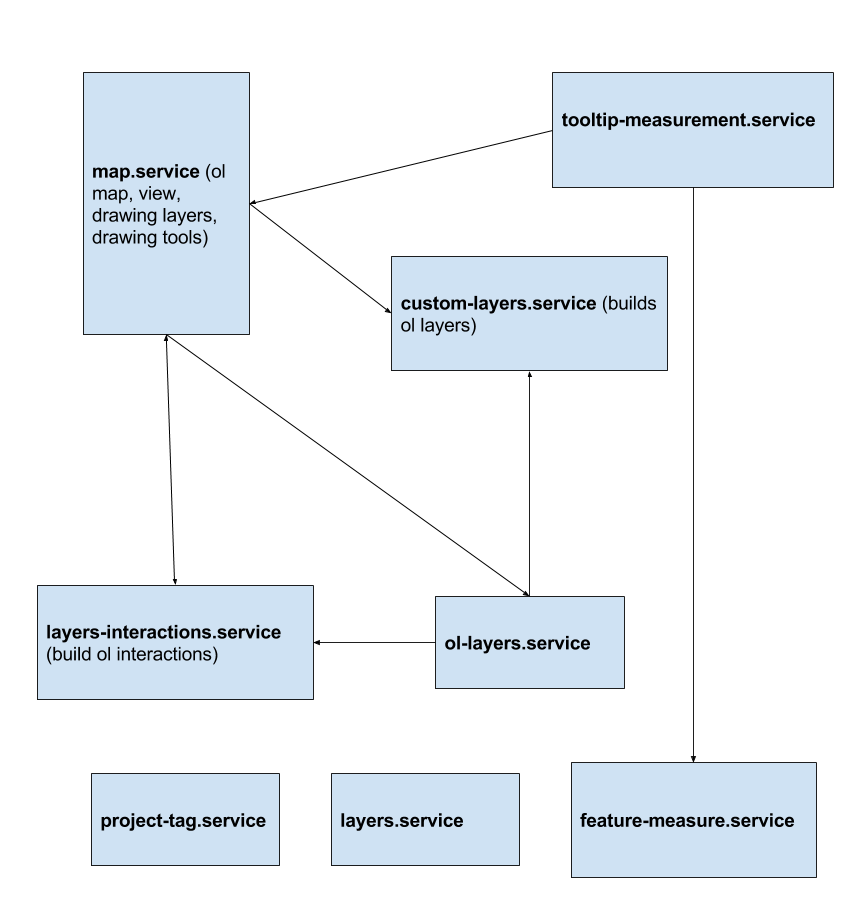 tooltip-measurement.service
map.service (ol
map, view,
drawing layers,
drawing tools)
custom-layers.service (builds
ol layers)
layers-interactions.service
(build ol interactions)
ol-layers.service
project-tag.service
layers.service
feature-measure.service